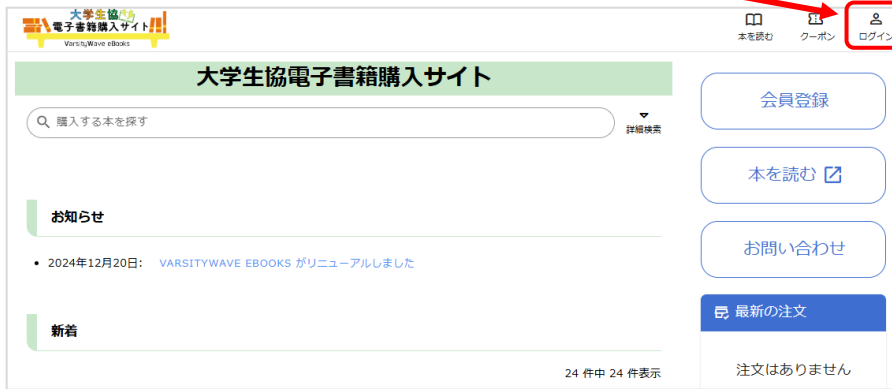 大学生協の
電子書籍購入サイト
VarsityWave eBooks
本を読む
クーポン
ログイン
大学生協電子書籍購入サイト
購入する本を探す
詳細検索
会員登録
本を読む
お問い合わせ
お知らせ
2024年12月20日： VARSITYWAVE EBOOKS がリニューアルしました
最新の注文
新着
24 件中 24 件表示
注文はありません